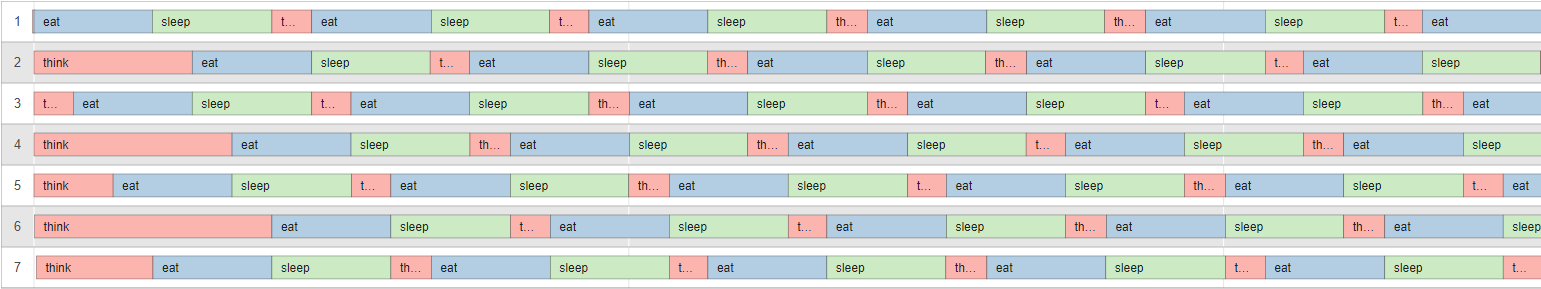 1 eat sleep t... eat sleep t... eat sleep th... eat sleep th... eat sleep t... eat
2 think eat sleep t... eat sleep th... eat sleep th... eat sleep t... eat sleep
3 t... eat sleep t... eat sleep th... eat sleep th... eat sleep t... eat sleep th... eat
4 think eat sleep th... eat sleep th... eat sleep t... eat sleep th... eat sleep
5 think eat sleep t... eat sleep th... eat sleep t... eat sleep th... eat sleep t... eat
6 think eat sleep t... eat sleep t... eat sleep th... eat sleep th... eat sleep
7 think eat sleep th... eat sleep t... eat sleep th... eat sleep t... eat sleep t...